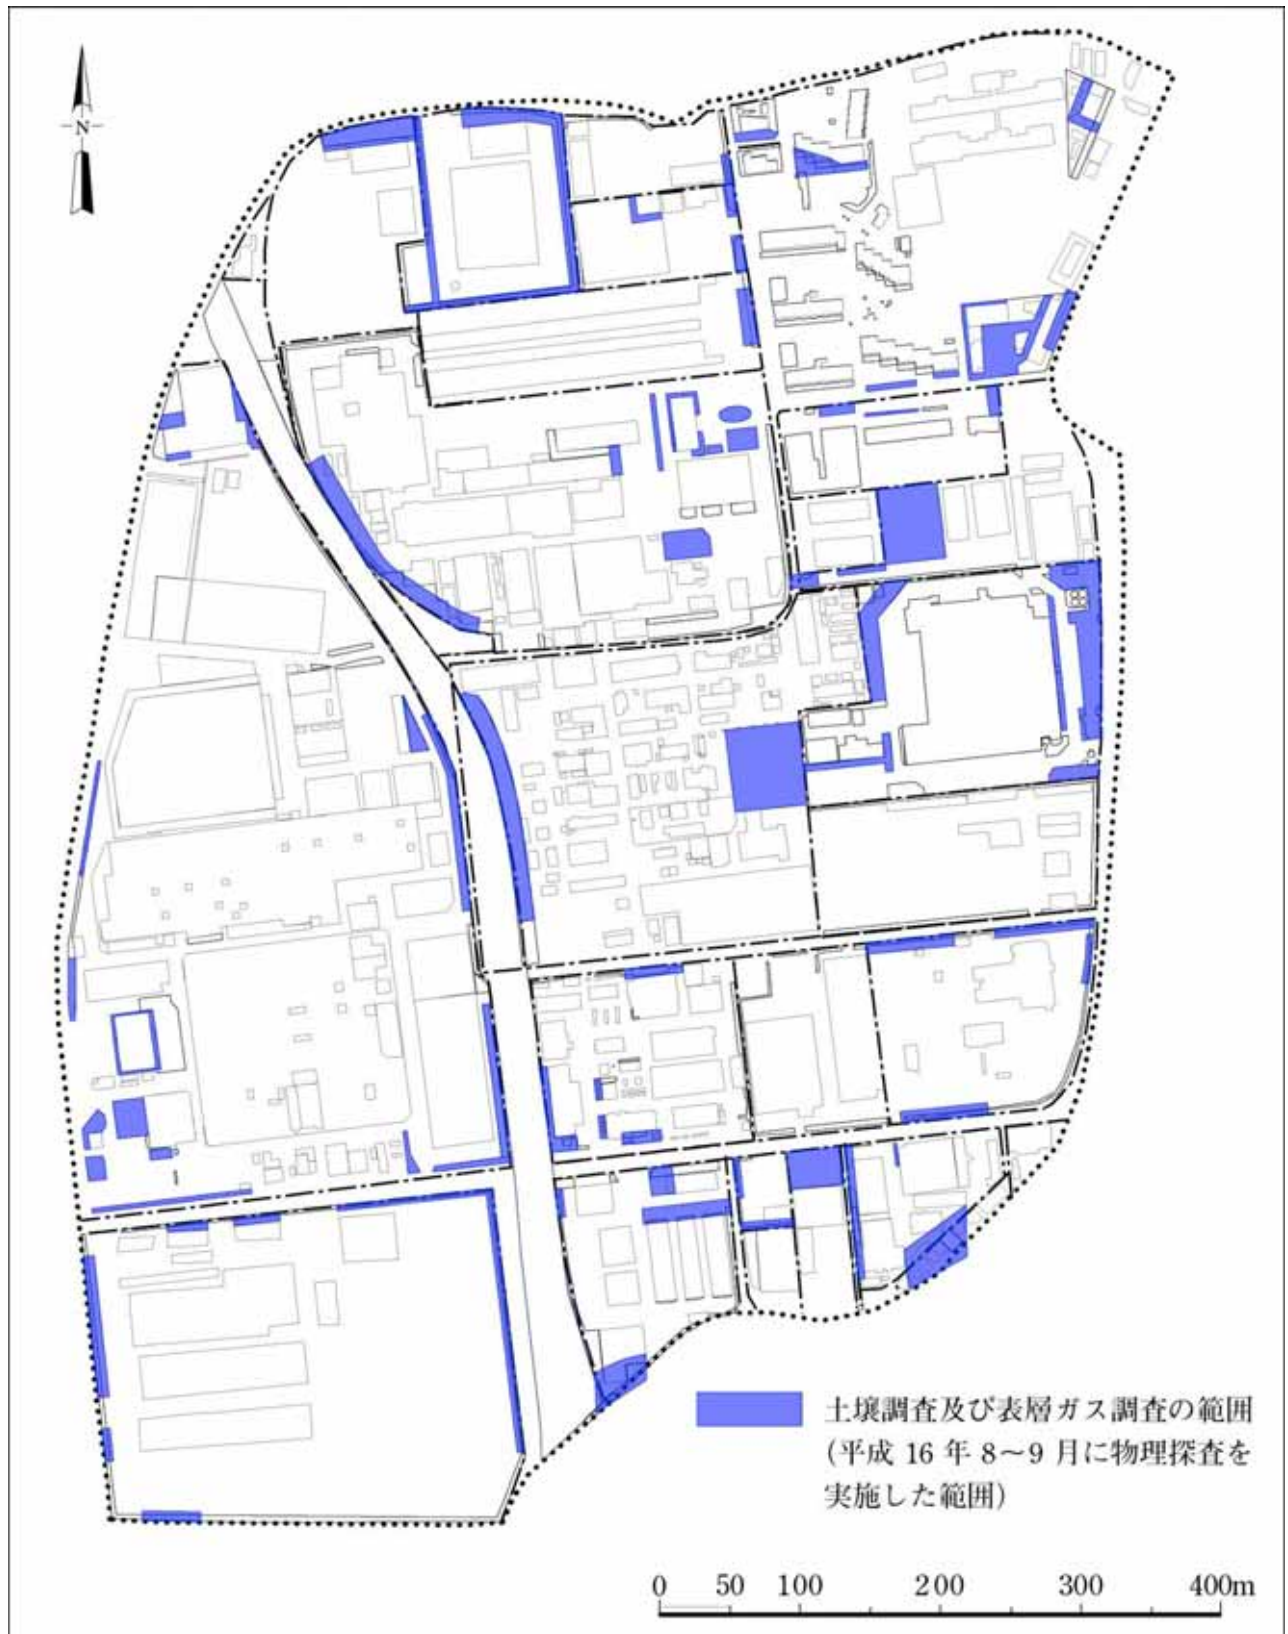 N
土壌調査及び表層ガス調査の範囲
(平成 16 年 8～9 月に物理探査を
実施した範囲)
0 50 100 200 300 400m